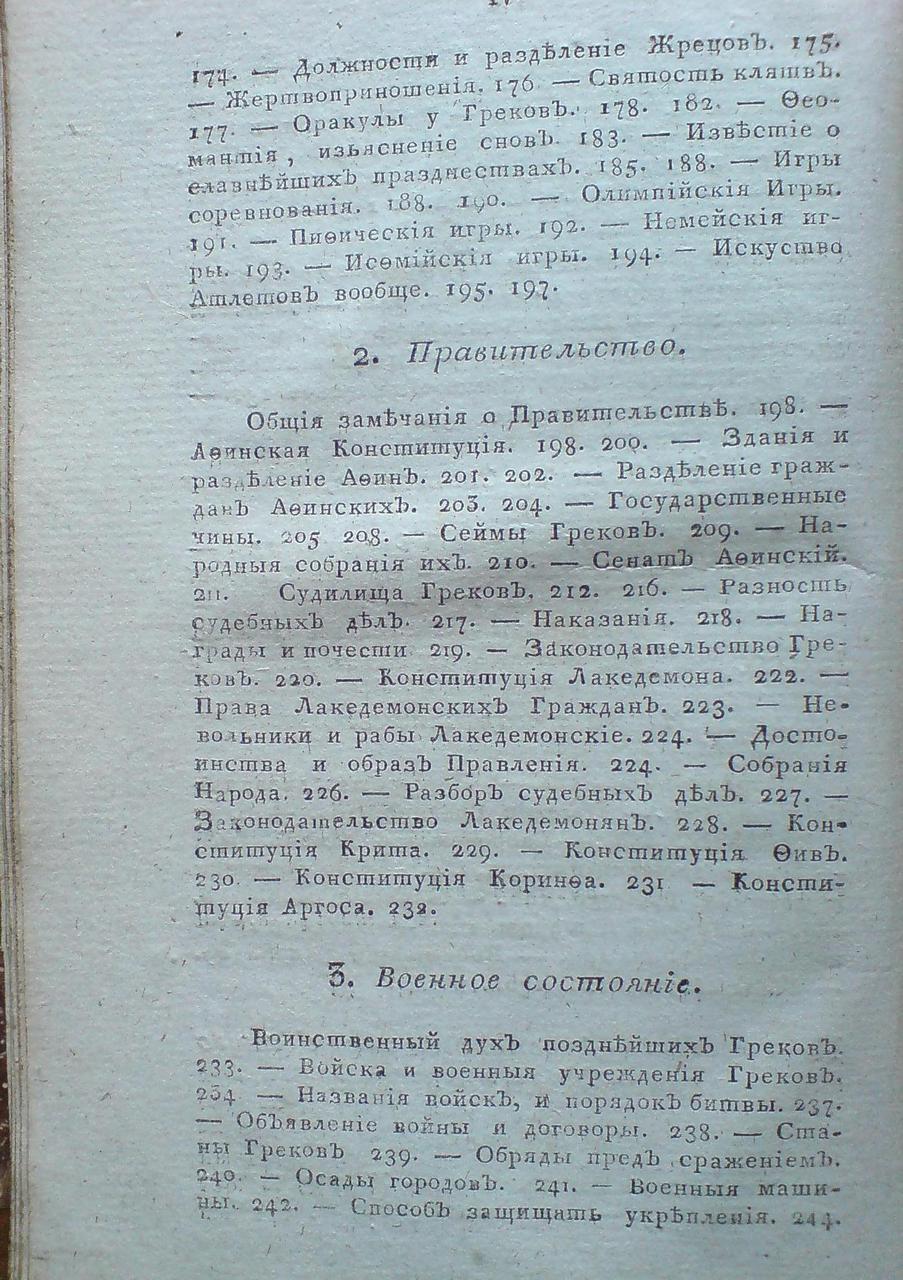 174. — Должности и раздѣленіе Жрецовъ. 175.
— Жертвоприношенія. 176 — Святость клятвъ.
177. — Оракулы у Грековъ. 178. 182. — Ѳео-
мантія, изъясненіе сновъ. 183. — Извѣстіе о
славнѣйшихъ празднествахъ. 185. 188. — Игры
соревнованія. 188. 190. — Олимпійскія Игры.
191. — Пиѳическія игры. 192. — Немейскія иг-
ры. 193. — Исѳмійскія игры. 194. — Искуство
Атлетовъ вообще. 195. 197.
2. Правительство.
Общія замѣчанія о Правительствѣ. 198. —
Аѳинская Конституція. 198. 200. — Зданія и
раздѣленіе Аѳинъ. 201. 202. — Раздѣленіе граж-
данъ Аѳинскихъ. 203. 204. — Государственные
чины. 205 208. — Сеймы Грековъ. 209. — На-
родныя собранія ихъ. 210. — Сенатъ Аѳинскій.
211. Судилища Грековъ. 212. 216. — Разность
судебныхъ дѣлъ. 217. — Наказанія. 218. — На-
грады и почести 219. — Законодательство Гре-
ковъ. 220. — Конституція Лакедемона. 222. —
Права Лакедемонскихъ Гражданъ. 223. — Не-
вольники и рабы Лакедемонскіе. 224. — Досто-
инства и образъ Правленія. 224. — Собранія
Народа. 226. — Разборъ судебныхъ дѣлъ. 227. —
Законодательство Лакедемонянъ. 228. — Кон-
ституція Крита. 229. — Конституція Ѳивъ.
230. — Конституція Коринѳа. 231 — Консти-
туція Аргоса. 232.
3. Военное состояніе.
Воинственный духъ позднѣйшихъ Грековъ.
233. — Войска и военныя учрежденія Грековъ.
234 — Названія войскъ, и порядокъ битвы. 237.
— Объявленіе войны и договоры. 238. — Ста-
ны Грековъ 239. — Обряды предъ сраженіемъ.
240. — Осады городовъ. 241. — Военныя маши-
ны. 242. — Способъ защищать укрѣпленія. 244.